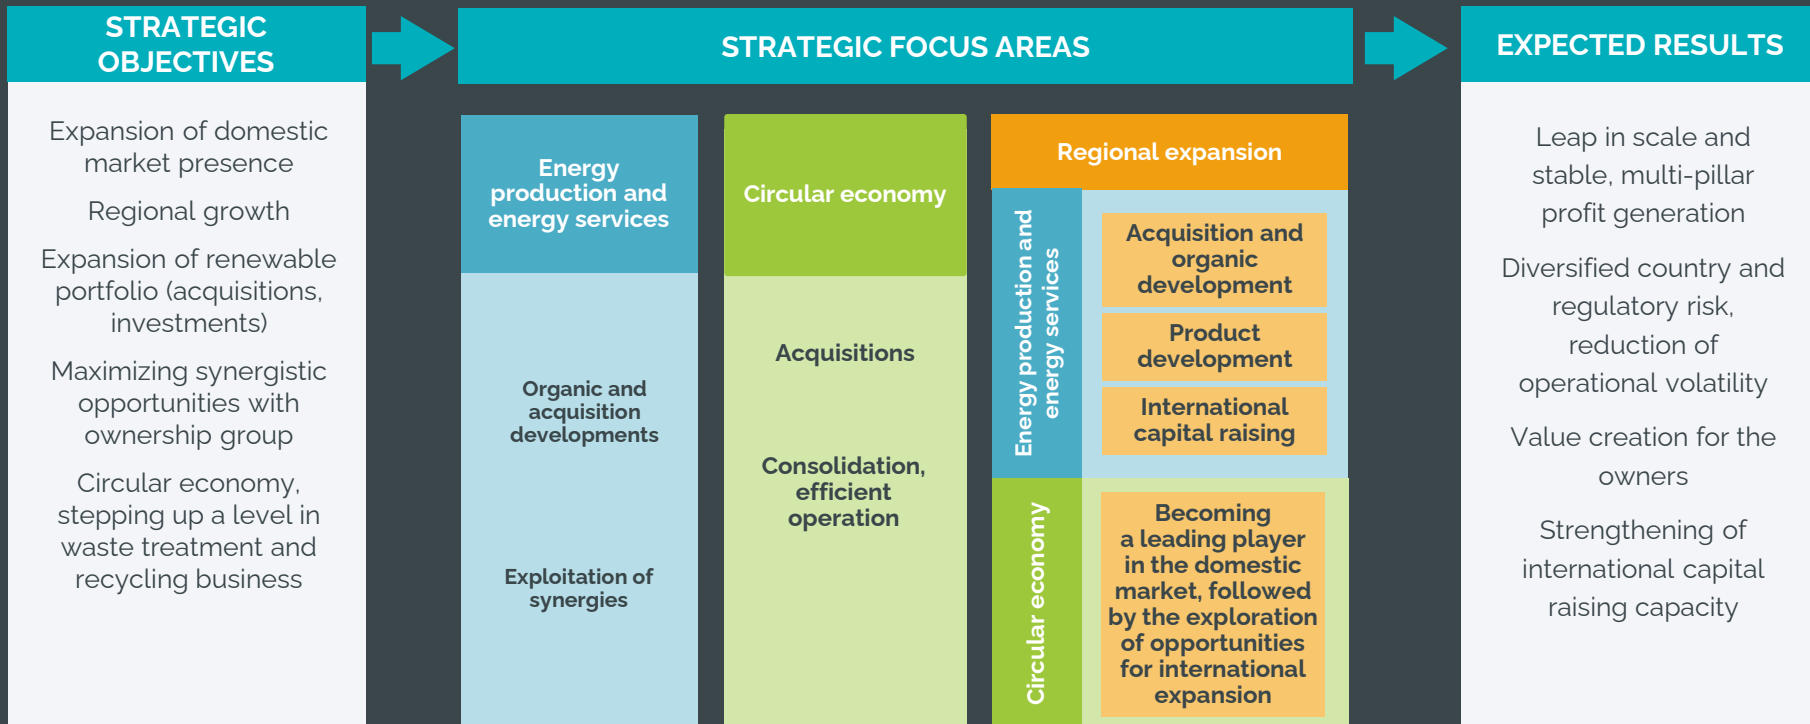 STRATEGIC
OBJECTIVES
Expansion of domestic
market presence
Regional growth
Expansion of renewable
portfolio (acquisitions,
investments)
Maximizing synergistic
opportunities with
ownership group
Circular economy,
stepping up a level in
waste treatment and
recycling business
STRATEGIC FOCUS AREAS
Energy
production and
energy services
Organic and
acquisition
developments
Exploitation of
synergies
Circular economy
Acquisitions
Consolidation,
efficient
operation
Regional expansion
Energy production and
energy services
Acquisition and
organic
development
Product
development
International
capital raising
Circular economy
Becoming
a leading player
in the domestic
market, followed
by the exploration
of opportunities
for international
expansion
EXPECTED RESULTS
Leap in scale and
stable, multi-pillar
profit generation
Diversified country and
regulatory risk,
reduction of
operational volatility
Value creation for the
owners
Strengthening of
international capital
raising capacity